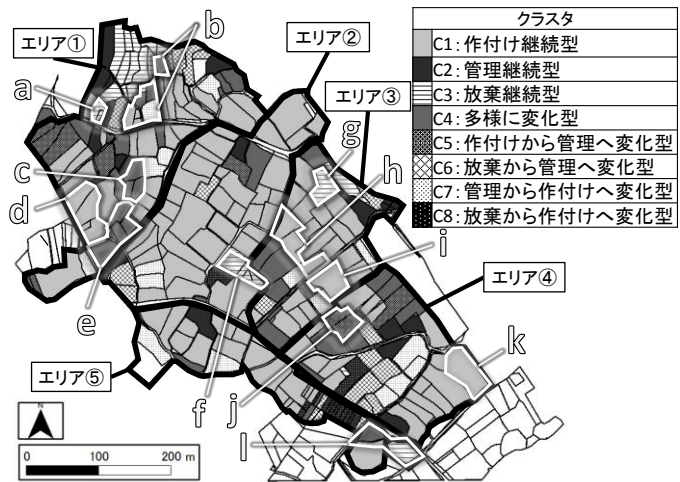 クラスタ
C1：作付け継続型
C2：管理継続型
C3：放棄継続型
C4：多様に変化型
C5：作付けから管理へ変化型
C6：放棄から管理へ変化型
C7：管理から作付けへ変化型
C8：放棄から作付けへ変化型
エリア①
b
エリア②
a
エリア③
g
h
c
d
i
エリア④
e
k
エリア⑤
f
j
l
N
0 100 200 m